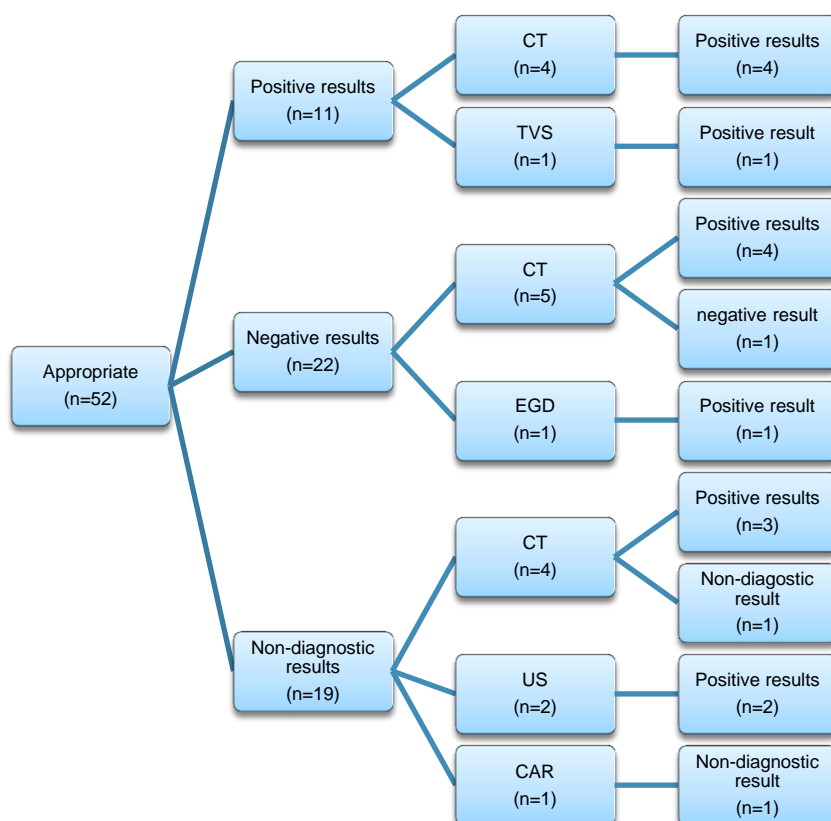 Appropriate
(n=52)
Positive results
(n=11)
CT
(n=4)
Positive results
(n=4)
TVS
(n=1)
Positive result
(n=1)
Negative results
(n=22)
CT
(n=5)
Positive results
(n=4)
negative result
(n=1)
EGD
(n=1)
Positive result
(n=1)
Non-diagnostic
results
(n=19)
CT
(n=4)
Positive results
(n=3)
Non-diagostic
result
(n=1)
US
(n=2)
Positive results
(n=2)
CAR
(n=1)
Non-diagnostic
result
(n=1)